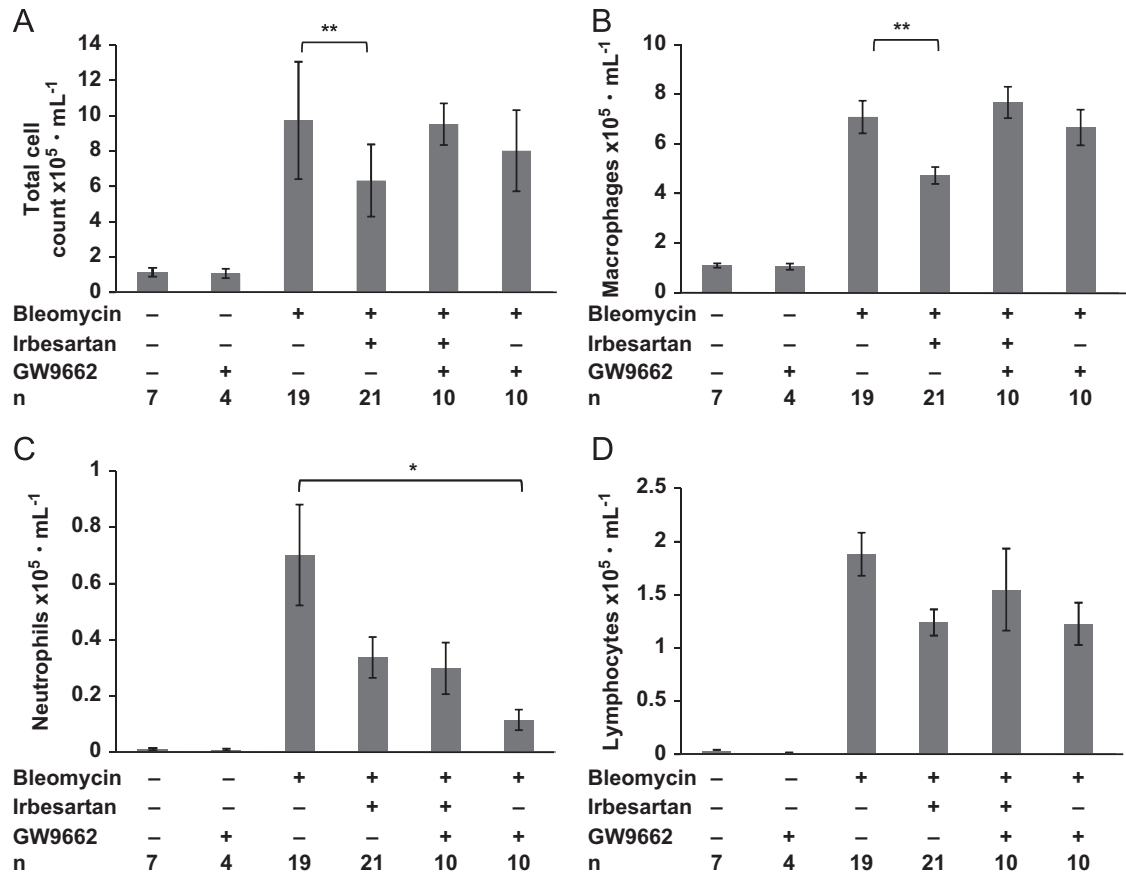 A
Total cell
count x10⁵・mL⁻¹
14
12
10
8
6
4
2
0
**
Bleomycin – – + + + +
Irbesartan – – – + + –
GW9662 – + – – + +
n 7 4 19 21 10 10
B
Macrophages x10⁵・mL⁻¹
10
8
6
4
2
0
**
Bleomycin – – + + + +
Irbesartan – – – + + –
GW9662 – + – – + +
n 7 4 19 21 10 10
C
Neutrophils x10⁵・mL⁻¹
1
0.8
0.6
0.4
0.2
0
*
Bleomycin – – + + + +
Irbesartan – – – + + –
GW9662 – + – – + +
n 7 4 19 21 10 10
D
Lymphocytes x10⁵・mL⁻¹
2.5
2
1.5
1
0.5
0
Bleomycin – – + + + +
Irbesartan – – – + + –
GW9662 – + – – + +
n 7 4 19 21 10 10